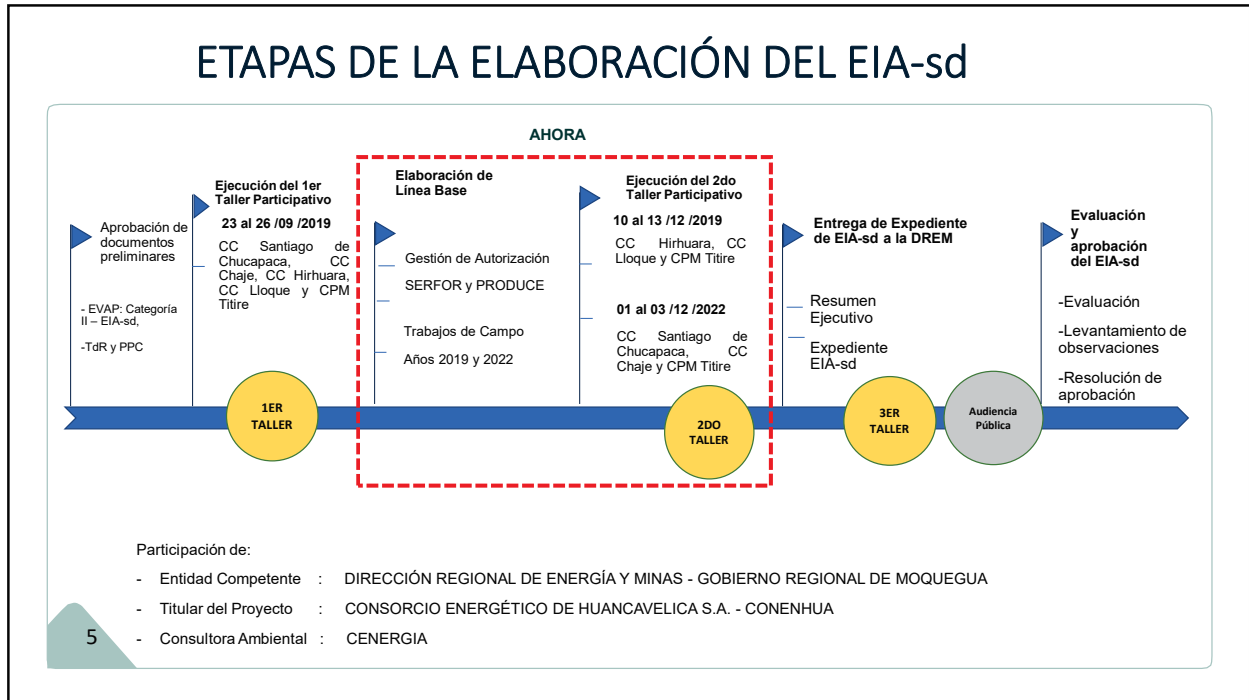 ETAPAS DE LA ELABORACIÓN DEL EIA-sd
AHORA
Aprobación de
documentos
preliminares
- EVAP: Categoría
II – EIA-sd,
-TdR y PPC
Ejecución del 1er
Taller Participativo
23 al 26 /09 /2019
CC Santiago de
Chucapaca, CC
Chaje, CC Hirhuara,
CC Lloque y CPM
Titire
1ER
TALLER
Elaboración de
Línea Base
Gestión de Autorización
SERFOR y PRODUCE
Trabajos de Campo
Años 2019 y 2022
Ejecución del 2do
Taller Participativo
10 al 13 /12 /2019
CC Hirhuara, CC
Lloque y CPM Titire
01 al 03 /12 /2022
CC Santiago de
Chucapaca, CC
Chaje y CPM Titire
2DO
TALLER
Entrega de Expediente
de EIA-sd a la DREM
Resumen
Ejecutivo
Expediente
EIA-sd
3ER
TALLER
Audiencia
Pública
Evaluación
y
aprobación
del EIA-sd
-Evaluación
-Levantamiento de
observaciones
-Resolución de
aprobación
Participación de:
- Entidad Competente : DIRECCIÓN REGIONAL DE ENERGÍA Y MINAS - GOBIERNO REGIONAL DE MOQUEGUA
- Titular del Proyecto : CONSORCIO ENERGÉTICO DE HUANCAVELICA S.A. - CONENHUA
- Consultora Ambiental : CENERGIA
5